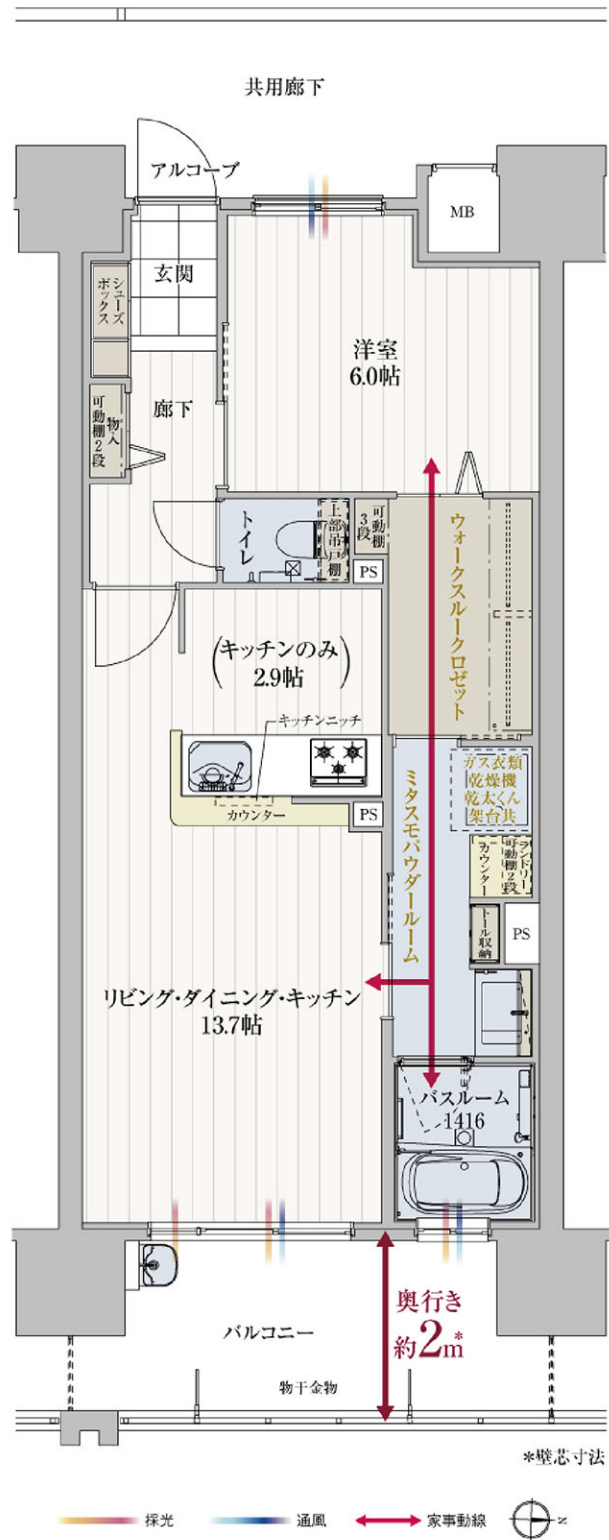 共用廊下
アルコーブ
MB
玄関
シューズ
ボックス
洋室
6.0帖
廊下
物入
可動棚2段
トイレ
上部吊戸棚
可動棚
3段
PS
ウォークスルークロゼット
(キッチンのみ)
2.9帖
キッチンニッチ
カウンター
PS
ガス衣類
乾燥機
乾太くん
架台共
ミタスモパウダールーム
ランドリー
可動棚2段
カウンター
トール収納
PS
リビング・ダイニング・キッチン
13.7帖
バスルーム
1416
奥行き
約2m*
バルコニー
物干金物
*壁芯寸法
採光
通風
家事動線
N